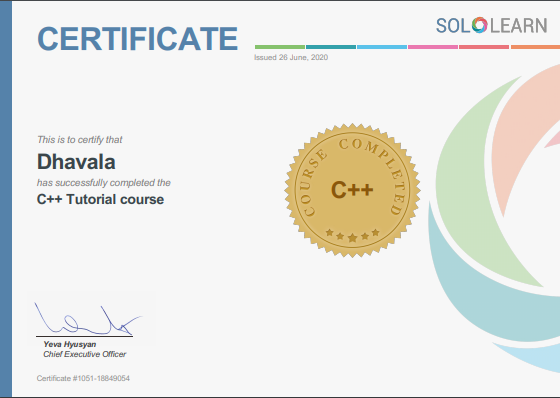 CERTIFICATE
SOLOLEARN
Issued 26 June, 2020
This is to certify that
Dhavala
has successfully completed the
C++ Tutorial course
COURSE COMPLETED
C++
Yeva Hyusyan
Chief Executive Officer
Certificate #1051-18849054